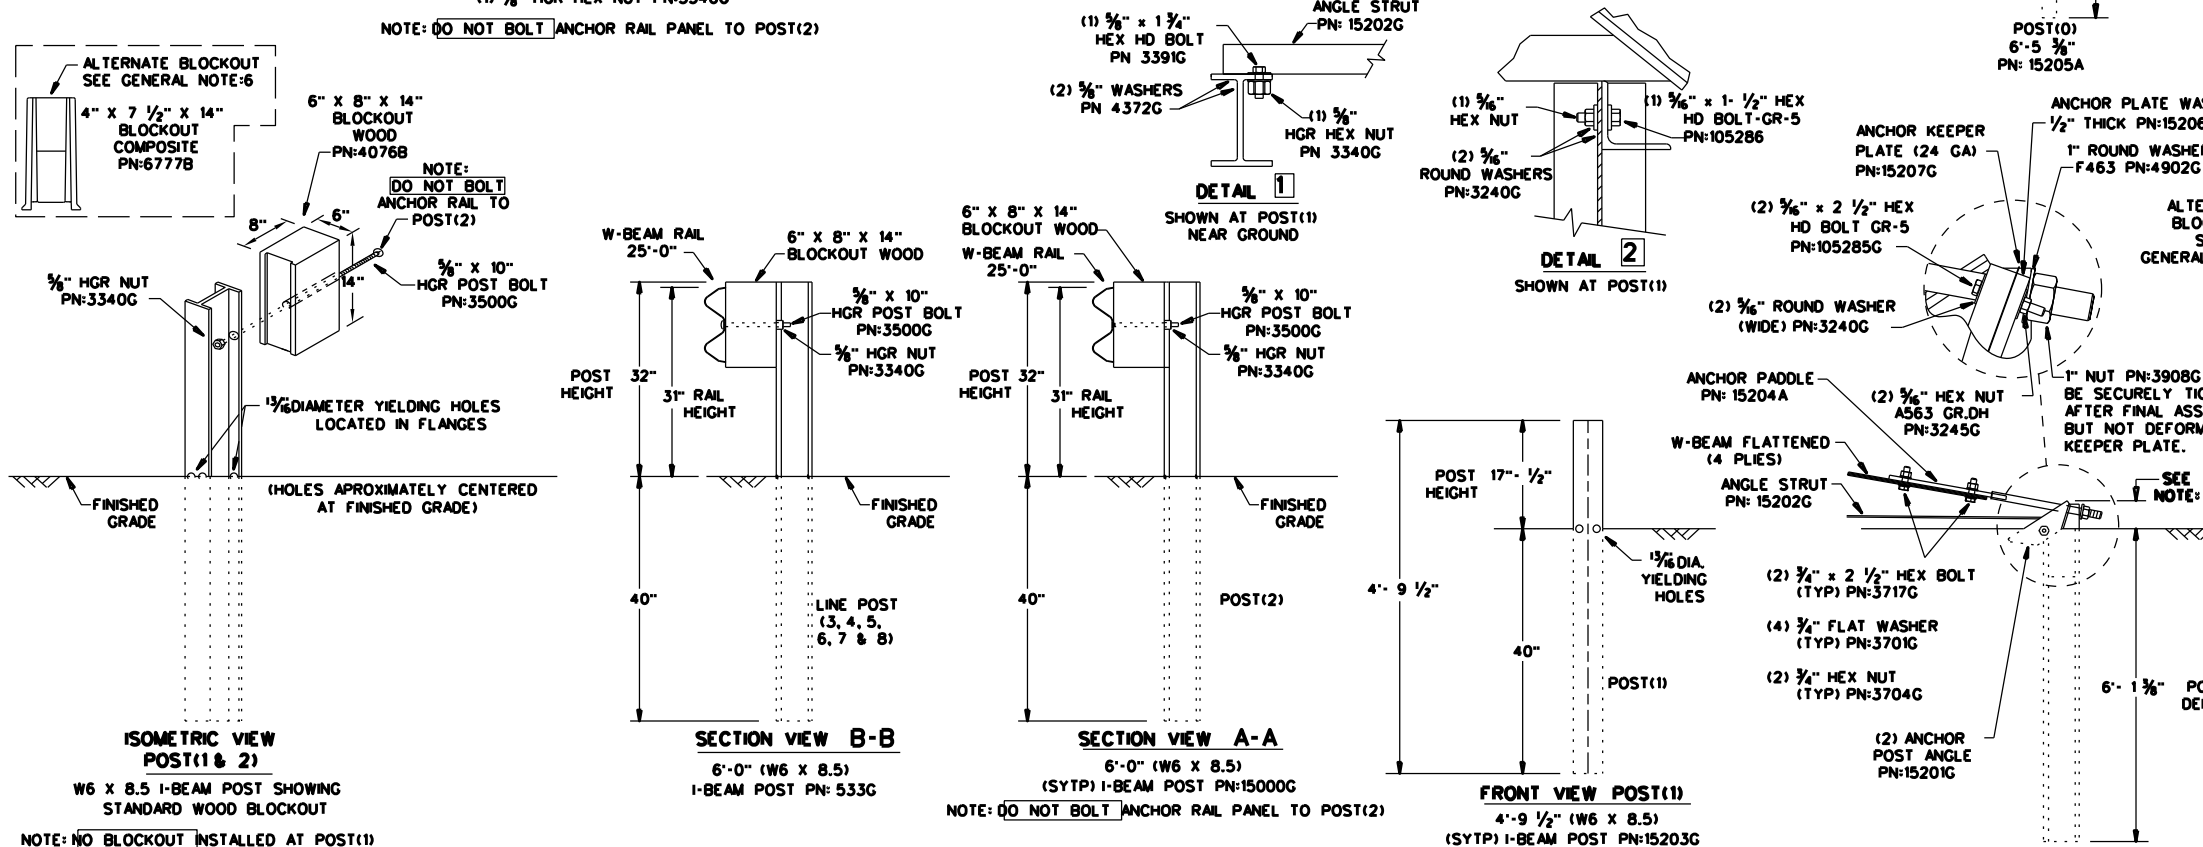 NOTE: DO NOT BOLT ANCHOR RAIL PANEL TO POST(2)
ALTERNATE BLOCKOUT
SEE GENERAL NOTE:6
4" X 7 1/2" X 14"
BLOCKOUT
COMPOSITE
PN:6777B
6" X 8" X 14"
BLOCKOUT
WOOD
PN:4076B
NOTE:
DO NOT BOLT
ANCHOR RAIL TO
POST(2)
8"
6"
14"
5/8" HGR NUT
PN:3340G
5/8" X 10"
HGR POST BOLT
PN:3500G
13/16 DIAMETER YIELDING HOLES
LOCATED IN FLANGES
FINISHED
GRADE
(HOLES APROXIMATELY CENTERED
AT FINISHED GRADE)
ISOMETRIC VIEW
POST(1 & 2)
W6 X 8.5 I-BEAM POST SHOWING
STANDARD WOOD BLOCKOUT
NOTE: NO BLOCKOUT INSTALLED AT POST(1)
W-BEAM RAIL
25'-0"
6" X 8" X 14"
BLOCKOUT WOOD
5/8" X 10"
HGR POST BOLT
PN:3500G
5/8" HGR NUT
PN:3340G
POST
HEIGHT
32"
31" RAIL
HEIGHT
FINISHED
GRADE
40"
LINE POST
(3, 4, 5,
6, 7 & 8)
SECTION VIEW B-B
6'-0" (W6 X 8.5)
I-BEAM POST PN: 533G
6" X 8" X 14"
BLOCKOUT WOOD
W-BEAM RAIL
25'-0"
5/8" X 10"
HGR POST BOLT
PN:3500G
5/8" HGR NUT
PN:3340G
POST
HEIGHT
32"
31" RAIL
HEIGHT
FINISHED
GRADE
40"
POST(2)
SECTION VIEW A-A
6'-0" (W6 X 8.5)
(SYTP) I-BEAM POST PN:15000G
NOTE: DO NOT BOLT ANCHOR RAIL PANEL TO POST(2)
(1) 5/8" x 1 3/4"
HEX HD BOLT
PN 3391G
ANGLE STRUT
PN: 15202G
(2) 5/8" WASHERS
PN 4372G
(1) 5/8"
HGR HEX NUT
PN 3340G
DETAIL 1
SHOWN AT POST(1)
NEAR GROUND
(1) 5/16"
HEX NUT
(1) 5/16" x 1- 1/2" HEX
HD BOLT-GR-5
PN:105286
(2) 5/16"
ROUND WASHERS
PN:3240G
DETAIL 2
SHOWN AT POST(1)
POST
HEIGHT
17"- 1/2"
4'- 9 1/2"
13/16 DIA.
YIELDING
HOLES
40"
POST(1)
FRONT VIEW POST(1)
4'-9 1/2" (W6 X 8.5)
(SYTP) I-BEAM POST PN:15203G
POST(0)
6'-5 3/8"
PN: 15205A
ANCHOR PLATE WAS
1/2" THICK PN:15206
ANCHOR KEEPER
PLATE (24 GA)
PN:15207G
1" ROUND WASHER
F463 PN:4902G
(2) 5/16" x 2 1/2" HEX
HD BOLT GR-5
PN:105285G
ALTE
BLO
S
GENERAL
(2) 5/16" ROUND WASHER
(WIDE) PN:3240G
ANCHOR PADDLE
PN: 15204A
(2) 5/16" HEX NUT
A563 GR.DH
PN:3245G
1" NUT PN:3908G
BE SECURELY TIG
AFTER FINAL ASS
BUT NOT DEFORM
KEEPER PLATE.
W-BEAM FLATTENED
(4 PLIES)
ANGLE STRUT
PN: 15202G
SEE
NOTE:
(2) 3/4" x 2 1/2" HEX BOLT
(TYP) PN:3717G
(4) 3/4" FLAT WASHER
(TYP) PN:3701G
(2) 3/4" HEX NUT
(TYP) PN:3704G
6'- 1 3/8"
PO
DE
(2) ANCHOR
POST ANGLE
PN:15201G